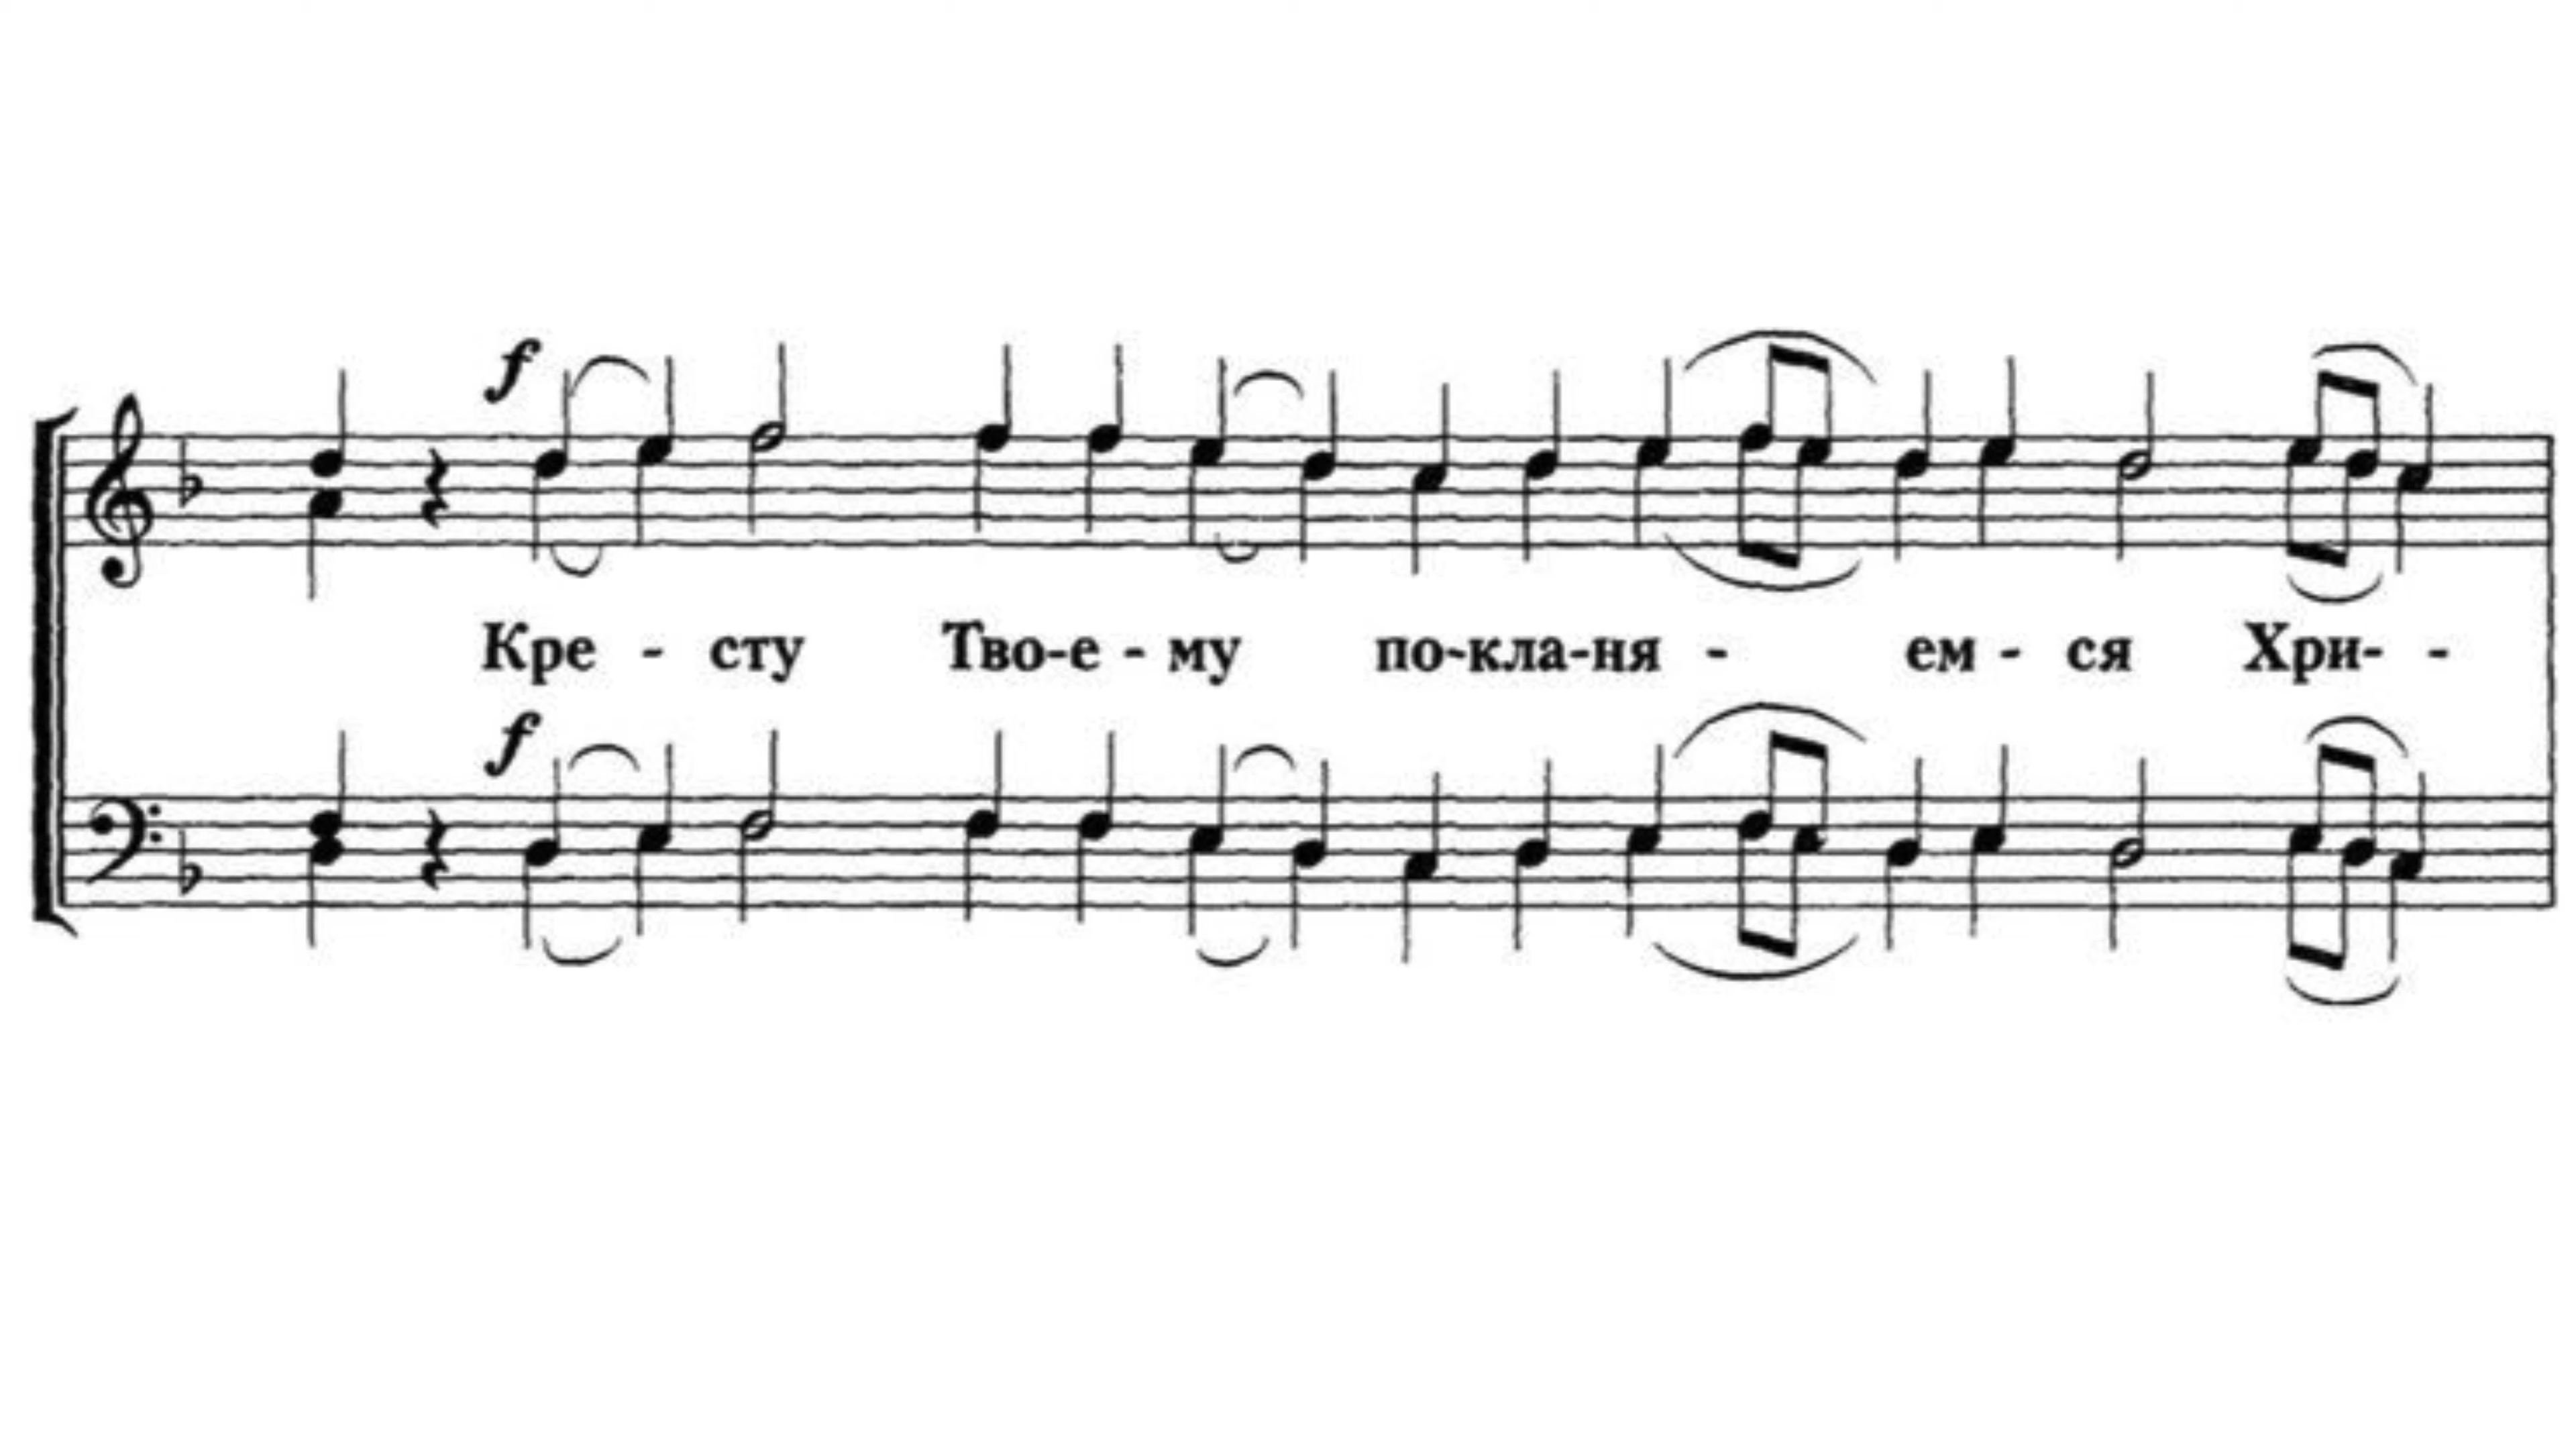 f
Кре - сту Тво-е - му по-кла-ня - ем - ся Хри- -
f